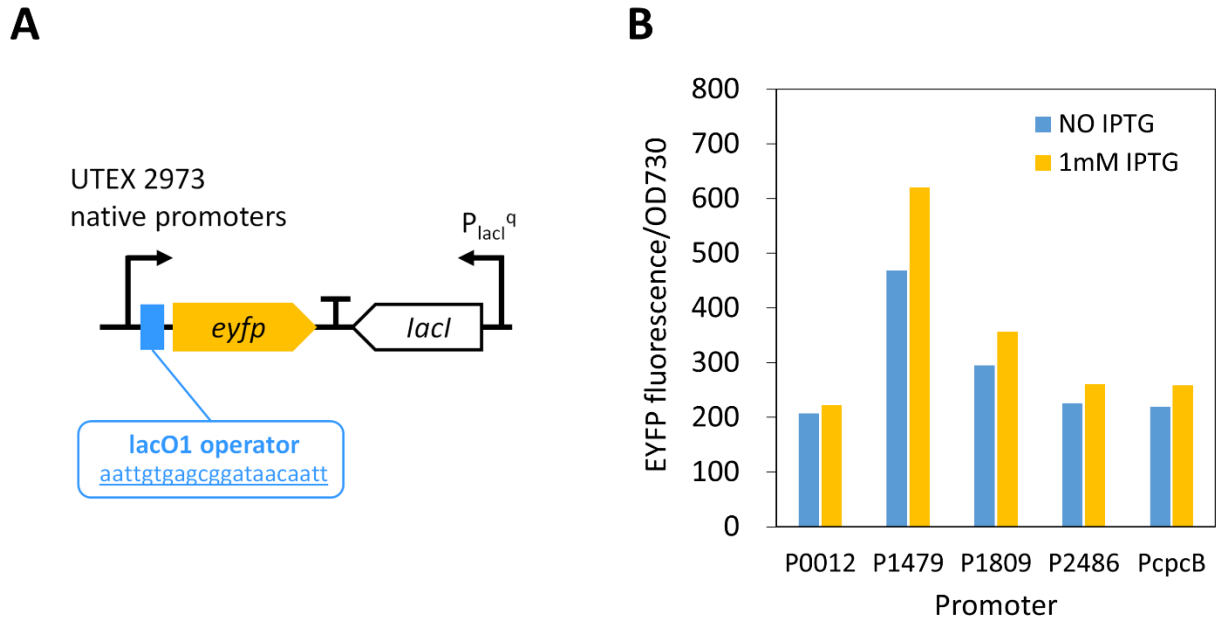 A
UTEX 2973
native promoters
PlacI^q
eyfp
lacI
lacO1 operator
aattgtgagcggataacaatt
B
EYFP fluorescence/OD730
800
700
600
500
400
300
200
100
0
NO IPTG
1mM IPTG
P0012 P1479 P1809 P2486 PcpcB
Promoter